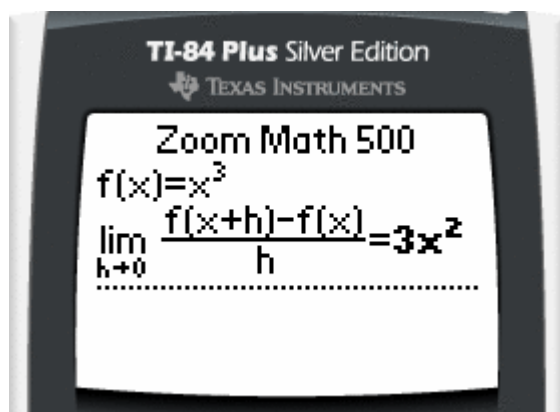 TI-84 Plus Silver Edition
TEXAS INSTRUMENTS
Zoom Math 500
f(x)=x³
lim h→0 f(x+h)-f(x)/h=3x²